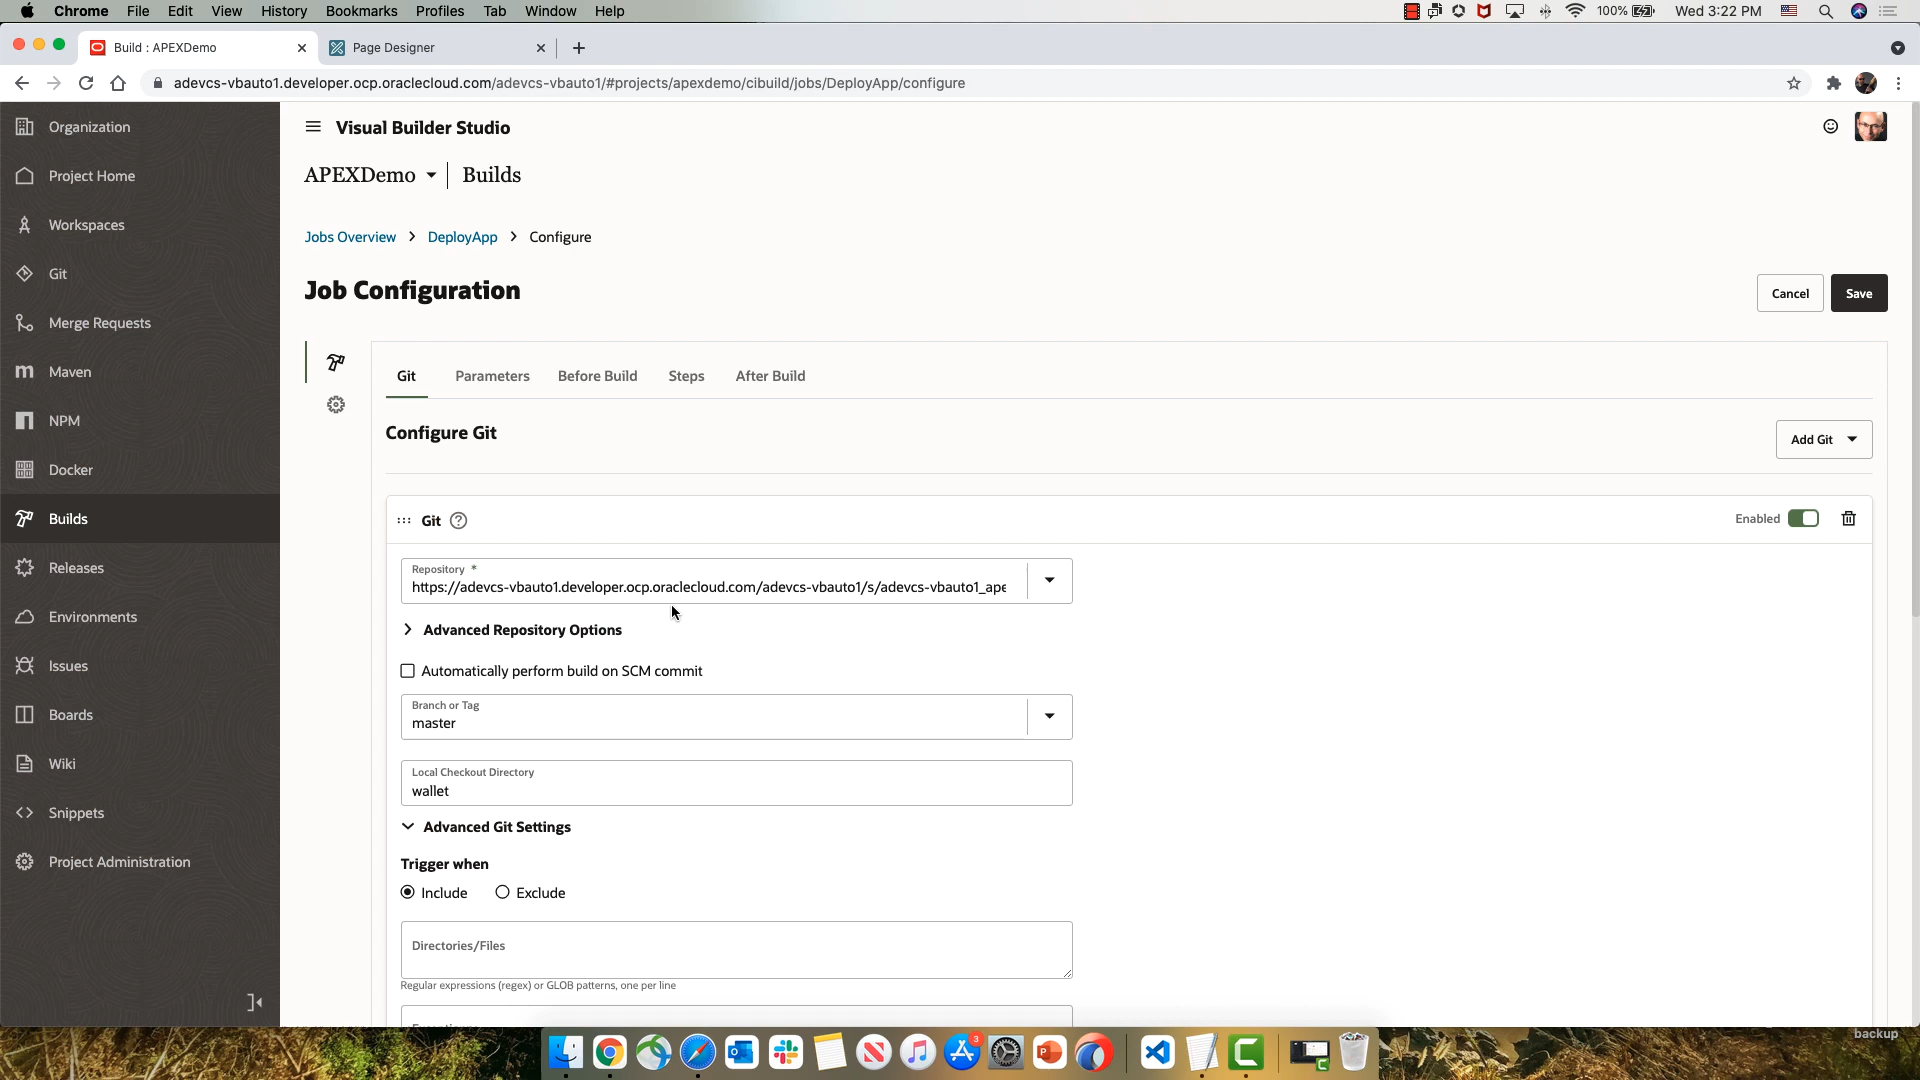 Chrome File Edit View History Bookmarks Profiles Tab Window Help 100% Wed 3:22 PM
Build : APEXDemo Page Designer
adevcs-vbauto1.developer.ocp.oraclecloud.com/adevcs-vbauto1/#projects/apexdemo/cibuild/jobs/DeployApp/configure
Organization
Project Home
Workspaces
Git
Merge Requests
Maven
NPM
Docker
Builds
Releases
Environments
Issues
Boards
Wiki
Snippets
Project Administration
Visual Builder Studio
APEXDemo Builds
Jobs Overview > DeployApp > Configure
Job Configuration
Cancel Save
Git Parameters Before Build Steps After Build
Configure Git
Add Git
Git ? Enabled
Repository *
https://adevcs-vbauto1.developer.ocp.oraclecloud.com/adevcs-vbauto1/s/adevcs-vbauto1_ape
Advanced Repository Options
Automatically perform build on SCM commit
Branch or Tag
master
Local Checkout Directory
wallet
Advanced Git Settings
Trigger when
Include Exclude
Directories/Files
Regular expressions (regex) or GLOB patterns, one per line
3
backup